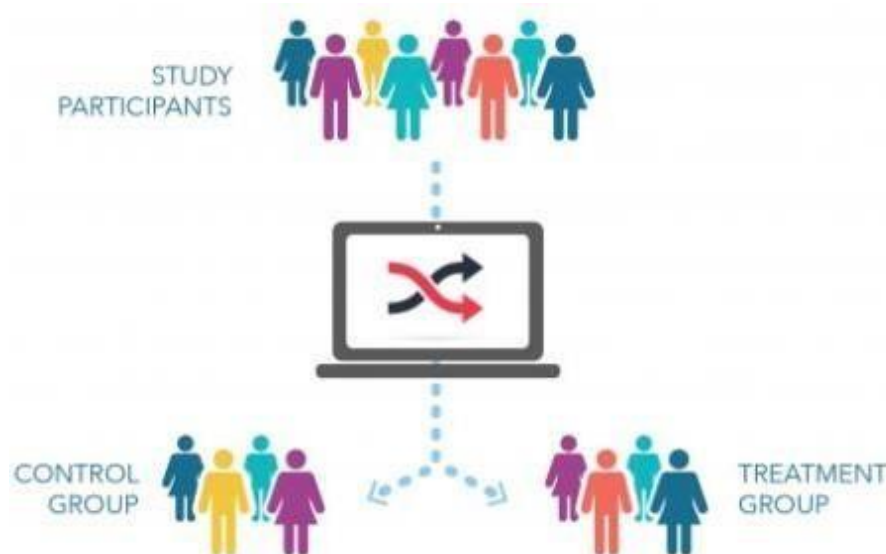 STUDY
PARTICIPANTS
CONTROL
GROUP
TREATMENT
GROUP